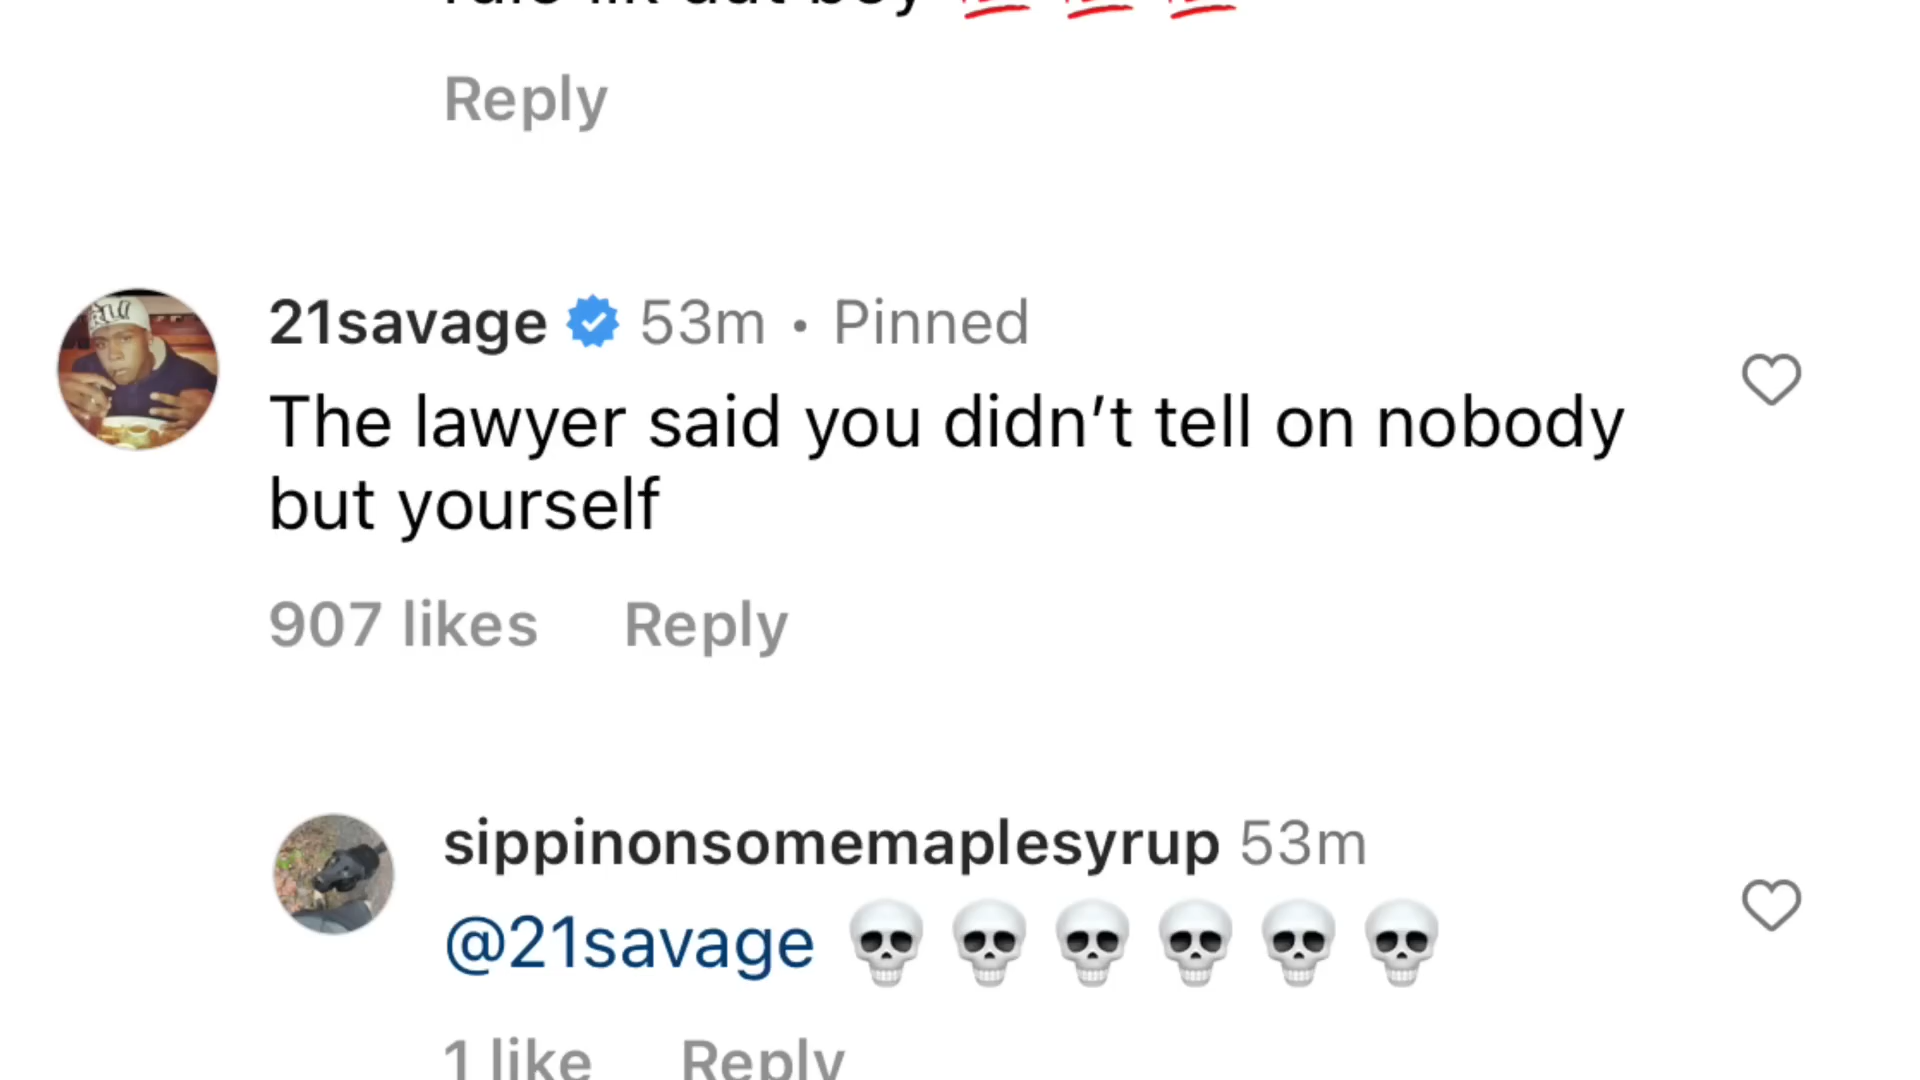 Reply
21savage 53m • Pinned
The lawyer said you didn’t tell on nobody
but yourself
907 likes Reply
sippinonsomemaplesyrup 53m
@21savage 💀 💀 💀 💀 💀 💀
1 like Reply